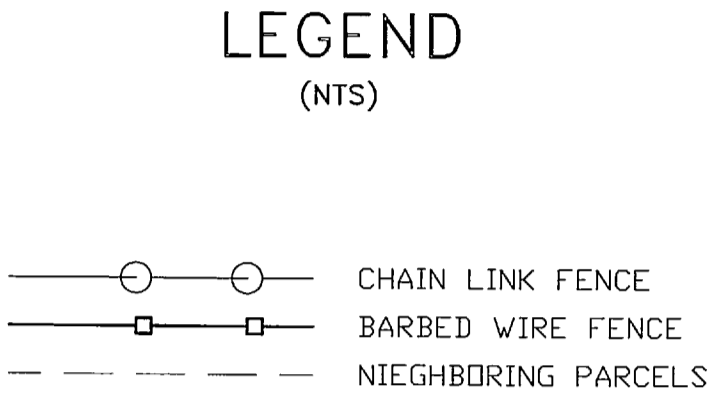 LEGEND
(NTS)
CHAIN LINK FENCE
BARBED WIRE FENCE
NIEGHBORING PARCELS